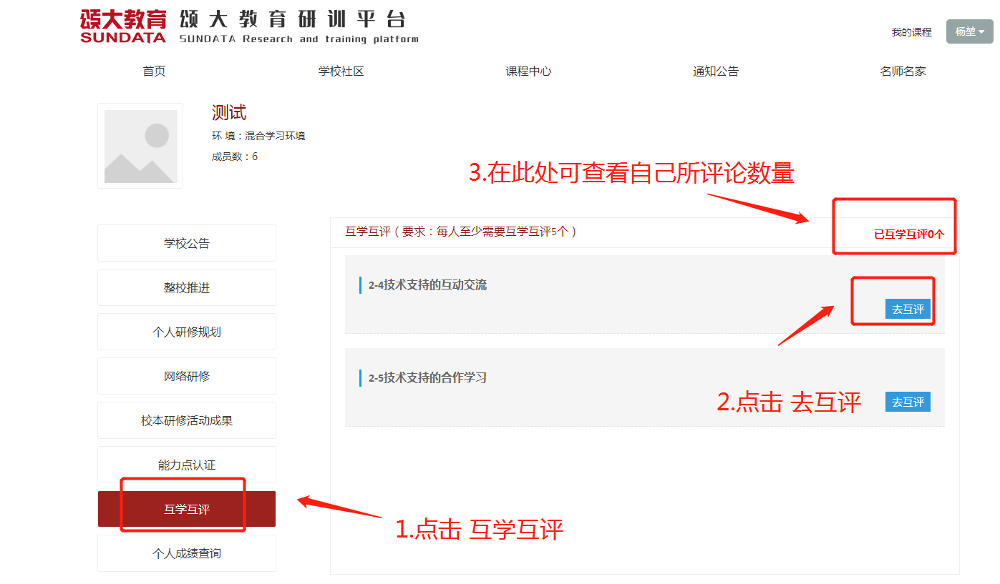 颂大教育 颂大教育研训平台
SUNDATA SUNDATA Research and training platform
我的课程 杨堃
首页 学校社区 课程中心 通知公告 名师名家
测试
环 境：混合学习环境
成员数：6
3.在此处可查看自己所评论数量
互学互评（要求：每人至少需要互学互评5个）
已互学互评0个
学校公告
整校推进
2-4技术支持的互动交流
去互评
个人研修规划
网络研修
2-5技术支持的合作学习
2.点击 去互评
去互评
校本研修活动成果
能力点认证
互学互评
1.点击 互学互评
个人成绩查询